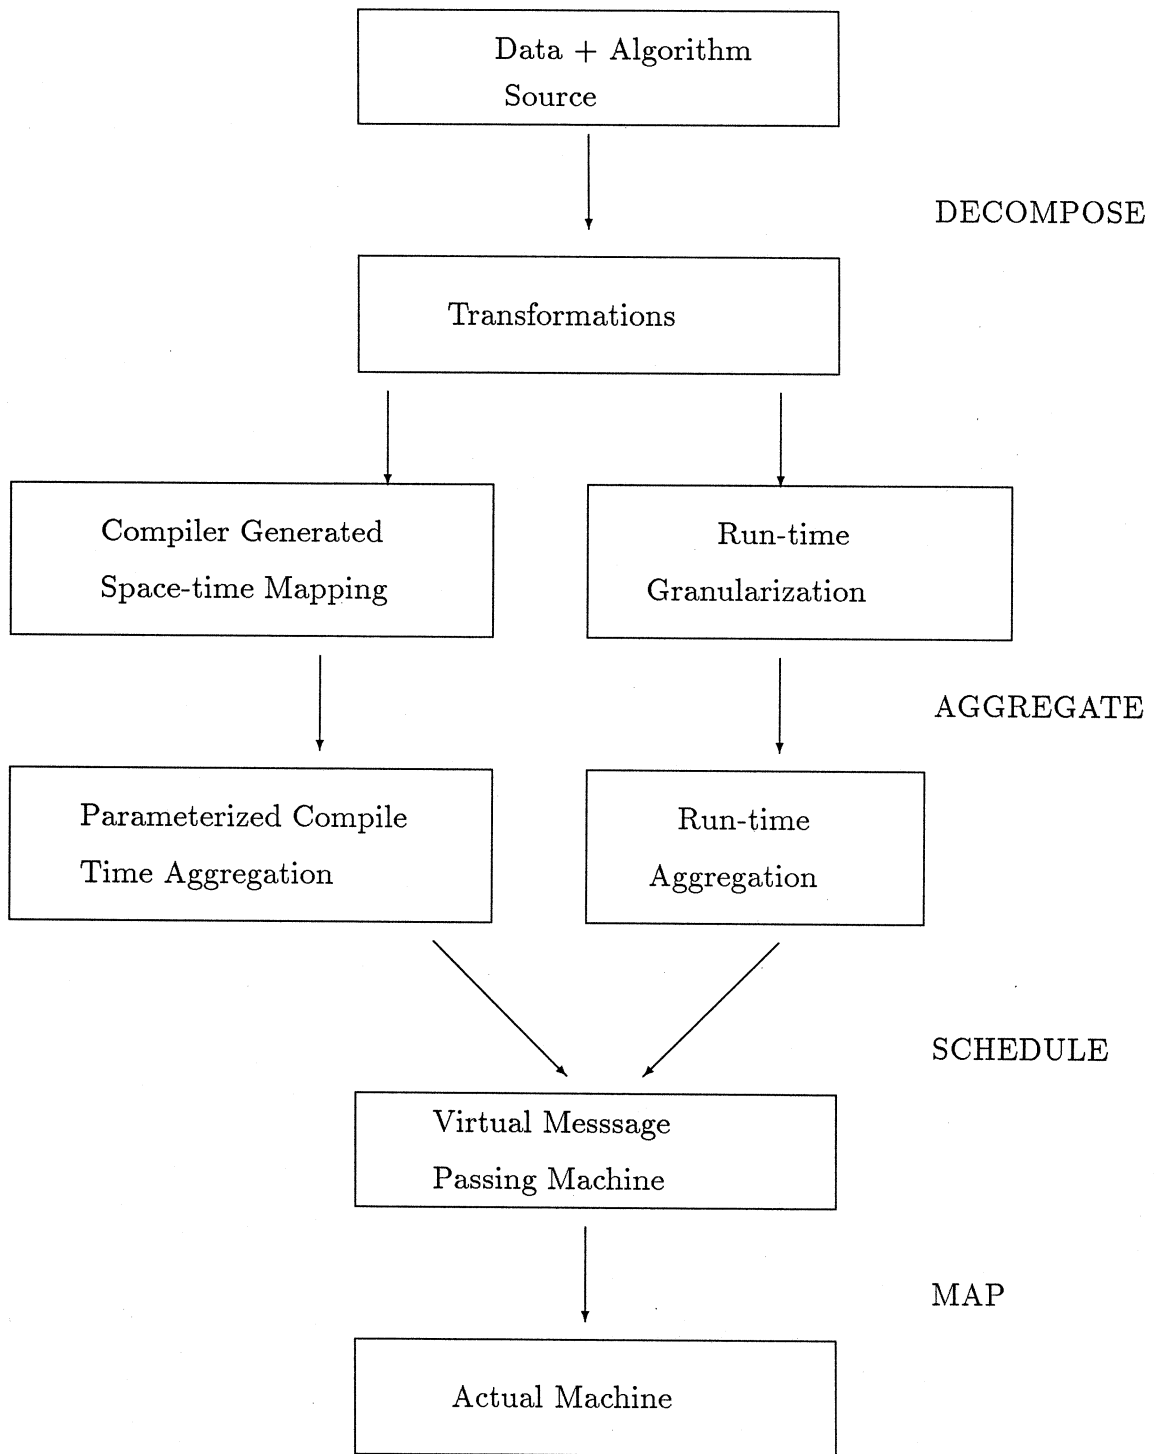 Data + Algorithm
Source
DECOMPOSE
Transformations
Compiler Generated
Space-time Mapping
Run-time
Granularization
AGGREGATE
Parameterized Compile
Time Aggregation
Run-time
Aggregation
SCHEDULE
Virtual Messsage
Passing Machine
MAP
Actual Machine